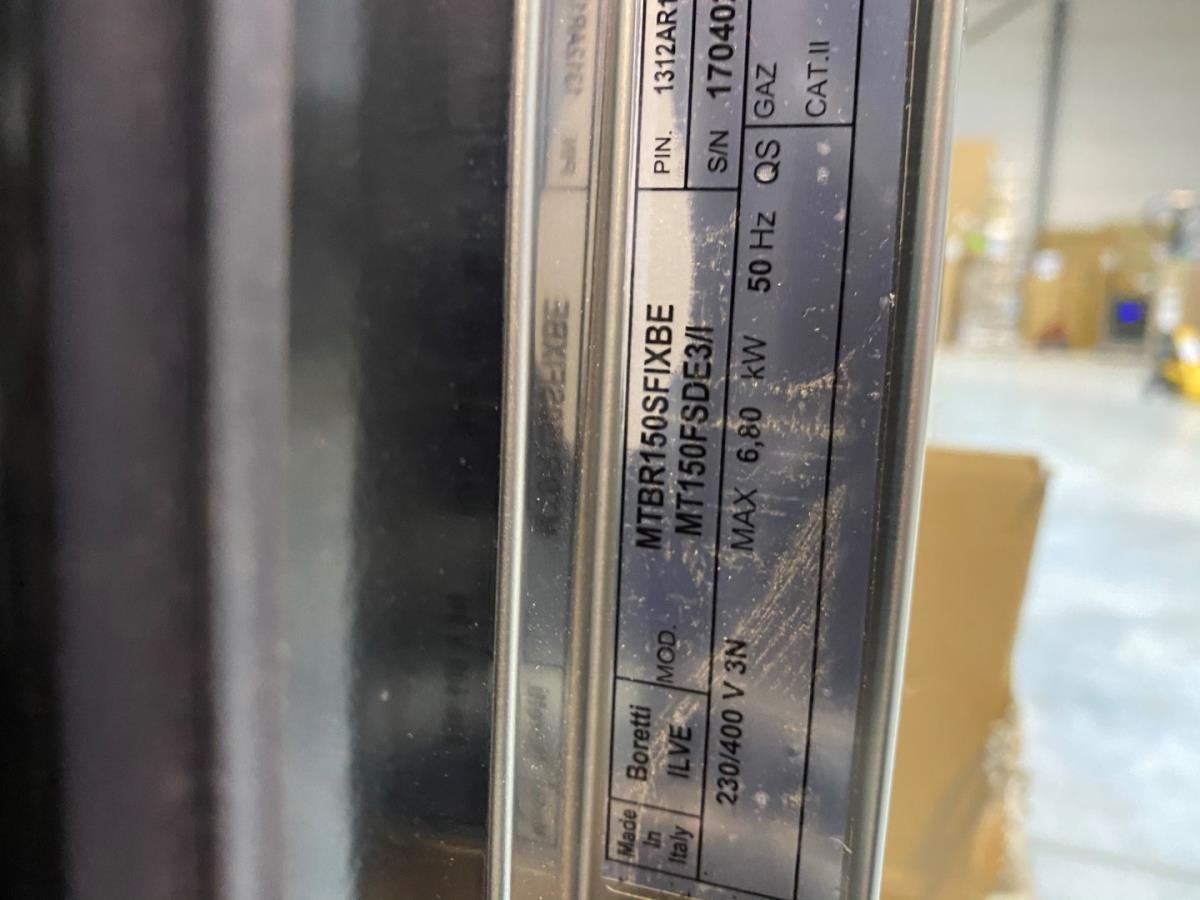 Made
In
Italy
Boretti
ILVE
MOD.
MTBR150SFIXBE
MT150FSDE3/I
PIN. 1312AR1
S/N 17040
230/400 V 3N MAX 6,80 kW 50 Hz QS
GAZ
CAT.II